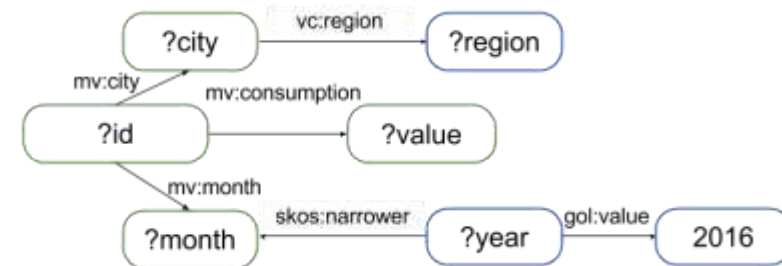 vc:region
?city
?region
mv:city
mv:consumption
?id
?value
mv:month
skos:narrower
gol:value
?month
?year
2016